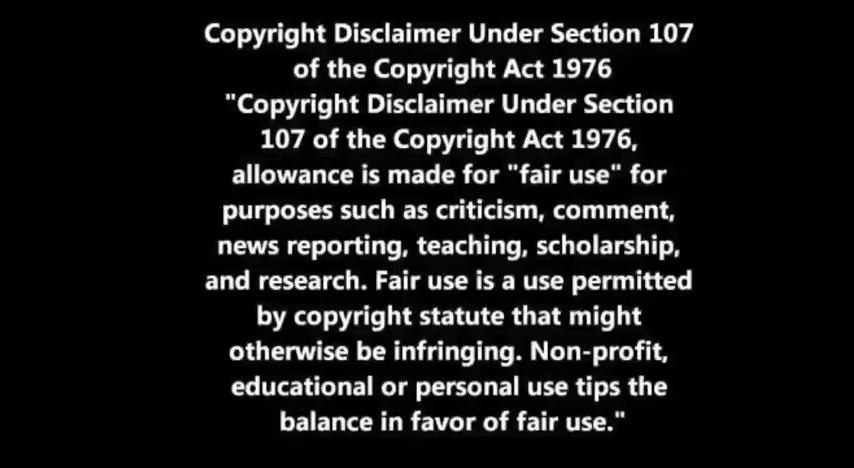 Copyright Disclaimer Under Section 107
of the Copyright Act 1976
"Copyright Disclaimer Under Section
107 of the Copyright Act 1976,
allowance is made for "fair use" for
purposes such as criticism, comment,
news reporting, teaching, scholarship,
and research. Fair use is a use permitted
by copyright statute that might
otherwise be infringing. Non-profit,
educational or personal use tips the
balance in favor of fair use."